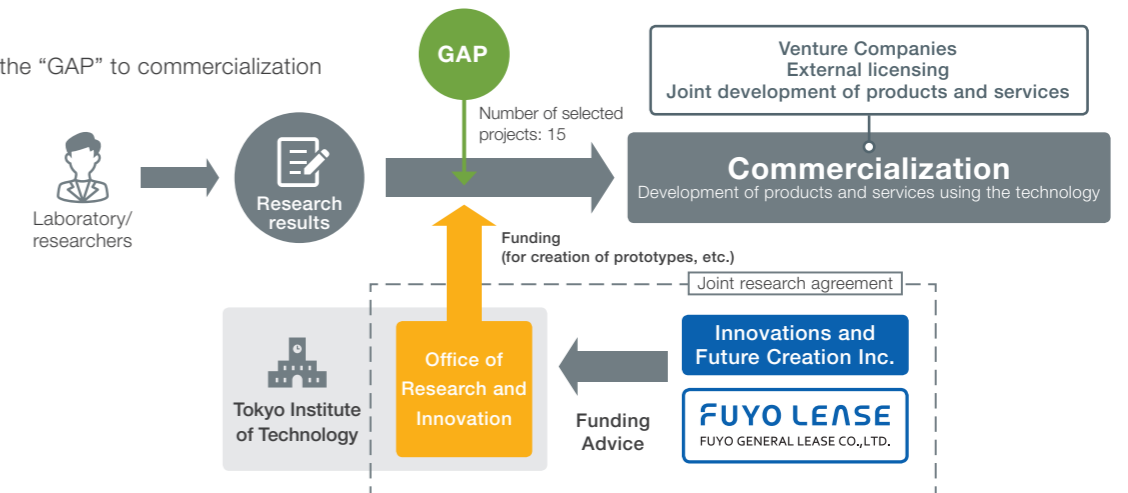 the “GAP” to commercialization
GAP
Number of selected
projects: 15
Venture Companies
External licensing
Joint development of products and services
Commercialization
Development of products and services using the technology
Laboratory/
researchers
Research
results
Funding
(for creation of prototypes, etc.)
Joint research agreement
Tokyo Institute
of Technology
Office of
Research and
Innovation
Funding
Advice
Innovations and
Future Creation Inc.
FUYO LEASE
FUYO GENERAL LEASE CO.,LTD.